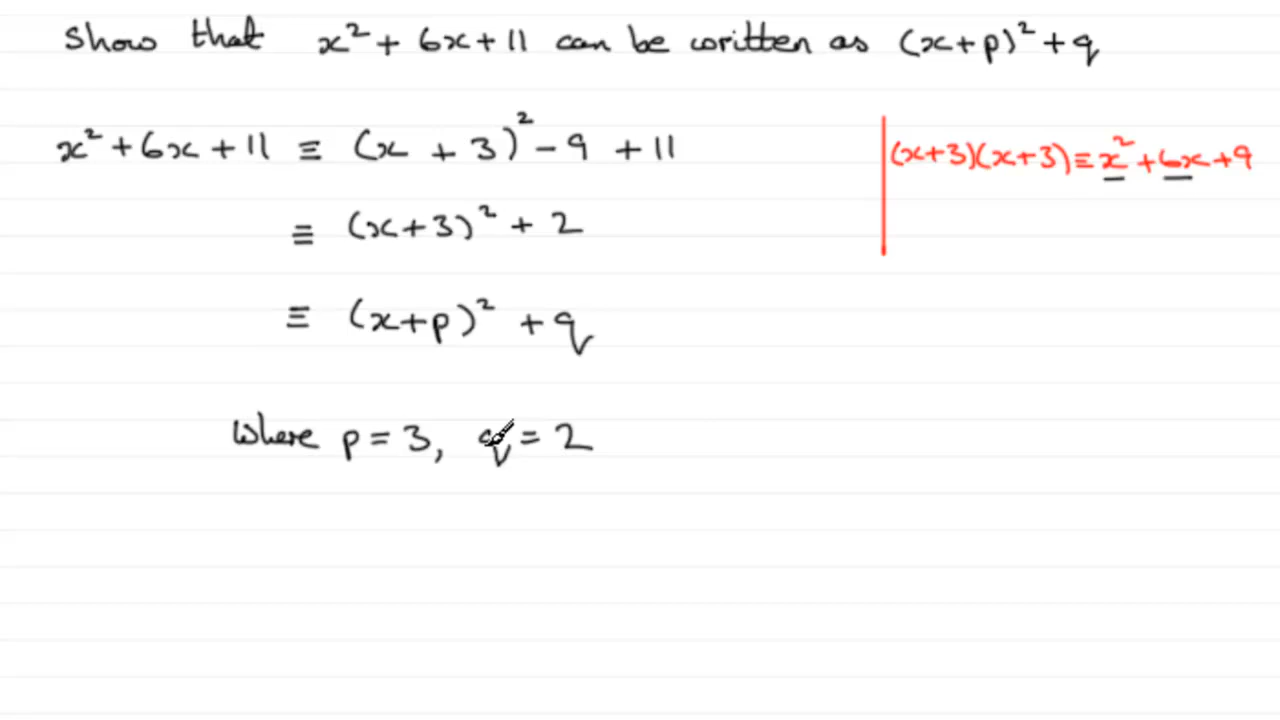 Show that x² + 6x + 11 can be written as (x+p)² + q
x² + 6x + 11 ≡ (x + 3)² - 9 + 11
(x+3)(x+3) ≡ x² + 6x + 9
≡ (x+3)² + 2
≡ (x+p)² + q
Where p = 3, q = 2